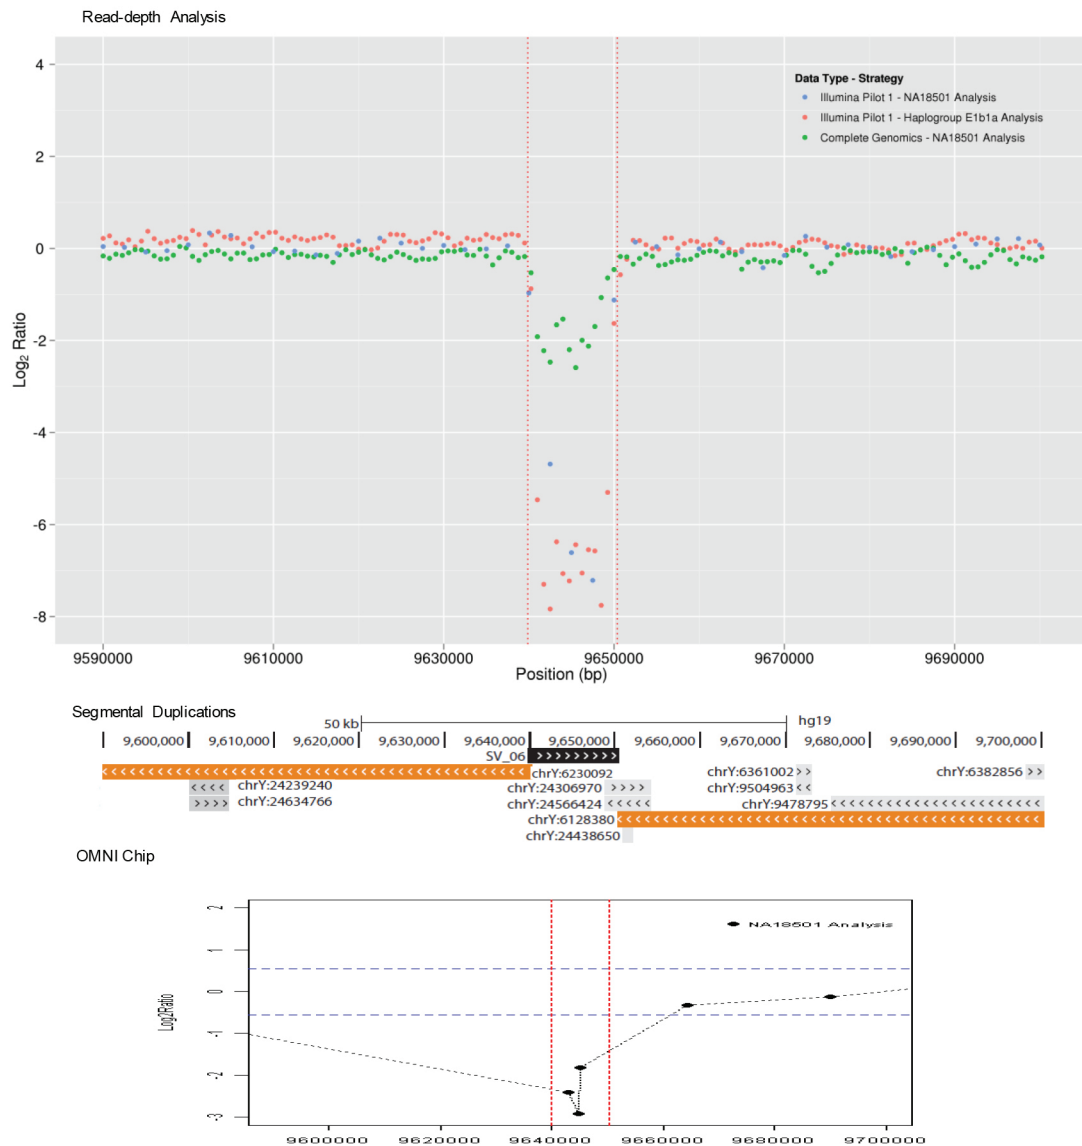 Read-depth Analysis
4
2
0
-2
-4
-6
-8
Log2 Ratio
Data Type - Strategy
Illumina Pilot 1 - NA18501 Analysis
Illumina Pilot 1 - Haplogroup E1b1a Analysis
Complete Genomics - NA18501 Analysis
9590000 9610000 9630000 9650000 9670000 9690000
Position (bp)
Segmental Duplications
50 kb hg19
9,600,000 9,610,000 9,620,000 9,630,000 9,640,000 9,650,000 9,660,000 9,670,000 9,680,000 9,690,000 9,700,000
SV_06
chrY:6230092 chrY:6361002 chrY:6382856
chrY:24239240 chrY:24306970 chrY:9504963
chrY:24634766 chrY:24566424 chrY:9478795
chrY:6128380
chrY:24438650
OMNI Chip
2
1
0
-1
-2
-3
Log2Ratio
NA18501 Analysis
9600000 9620000 9640000 9660000 9680000 9700000